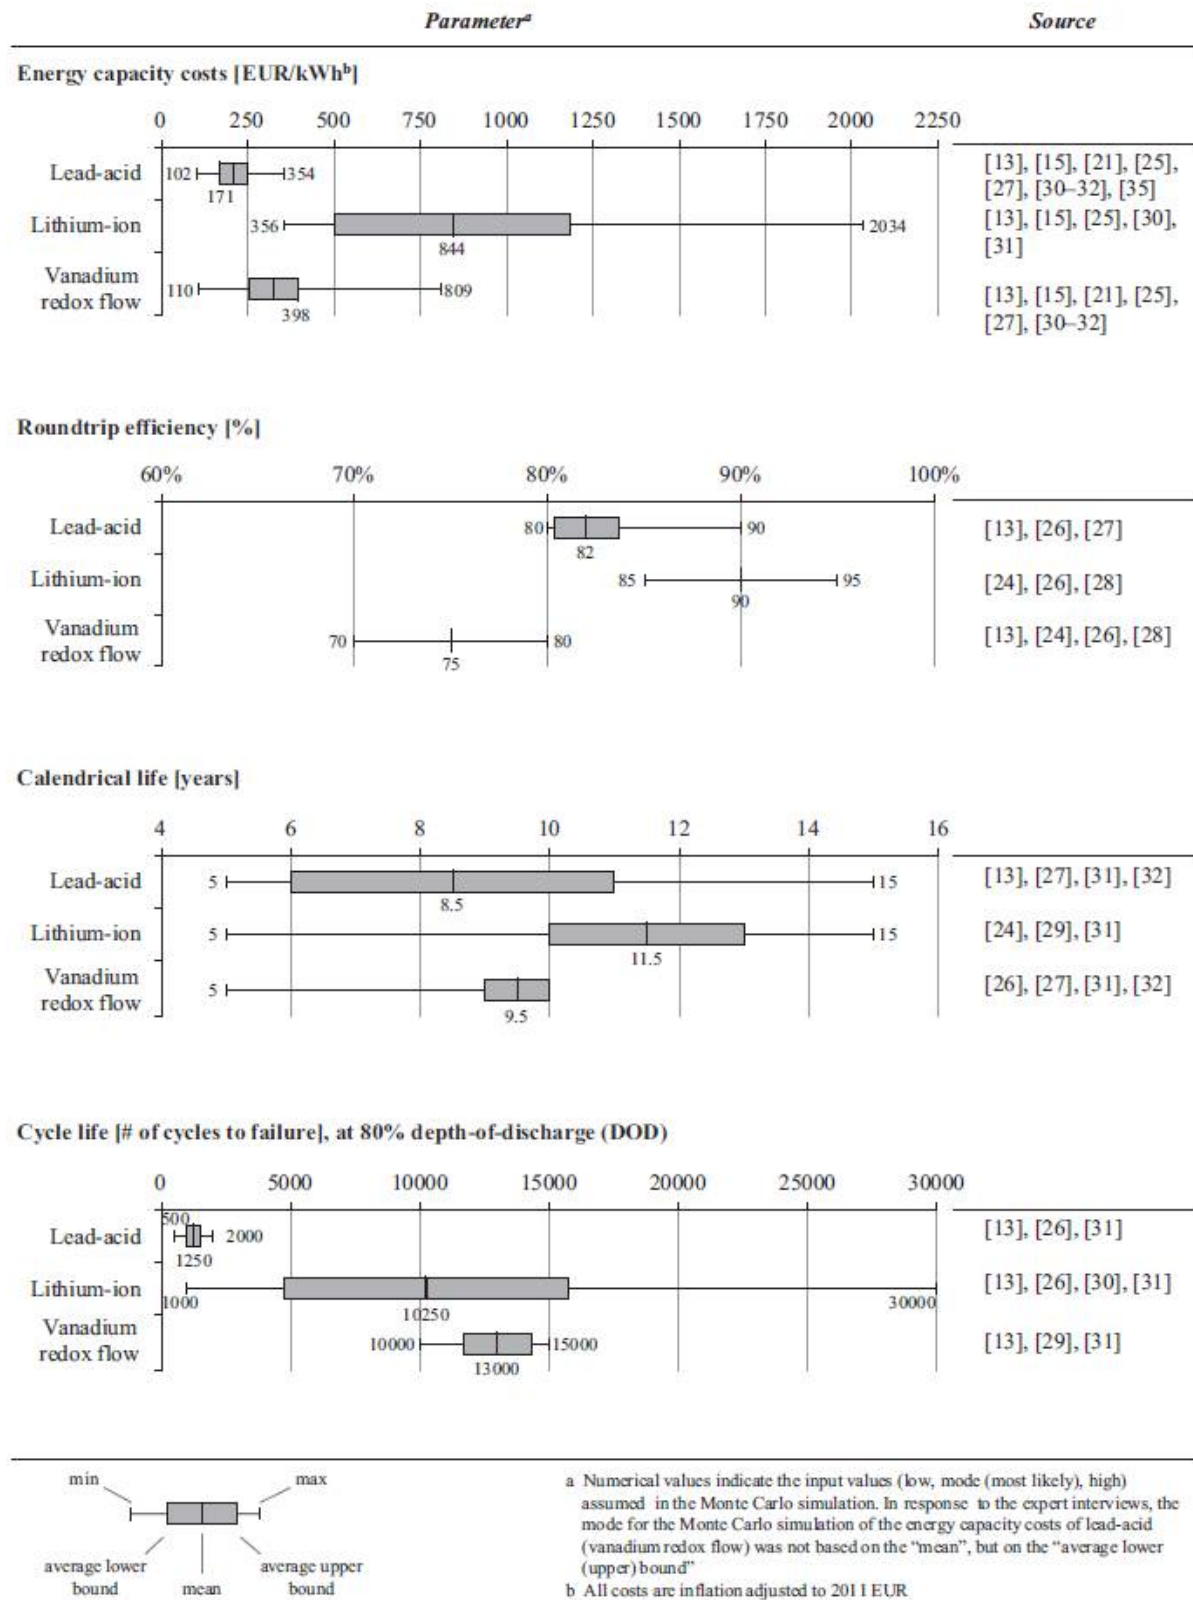 Parameterᵃ Source
Energy capacity costs [EUR/kWhᵇ]
0 250 500 750 1000 1250 1500 1750 2000 2250
Lead-acid 102 171 354 [13], [15], [21], [25],
[27], [30–32], [35]
Lithium-ion 356 844 2034 [13], [15], [25], [30],
[31]
Vanadium
redox flow 110 398 809 [13], [15], [21], [25],
[27], [30–32]
Roundtrip efficiency [%]
60% 70% 80% 90% 100%
Lead-acid 80 82 90 [13], [26], [27]
Lithium-ion 85 90 95 [24], [26], [28]
Vanadium
redox flow 70 75 80 [13], [24], [26], [28]
Calendrical life [years]
4 6 8 10 12 14 16
Lead-acid 5 8.5 15 [13], [27], [31], [32]
Lithium-ion 5 11.5 15 [24], [29], [31]
Vanadium
redox flow 5 9.5 [26], [27], [31], [32]
Cycle life [# of cycles to failure], at 80% depth-of-discharge (DOD)
0 5000 10000 15000 20000 25000 30000
Lead-acid 500 1250 2000 [13], [26], [31]
Lithium-ion 1000 10250 30000 [13], [26], [30], [31]
Vanadium
redox flow 10000 13000 15000 [13], [29], [31]
min max
average lower
bound
mean
average upper
bound
a Numerical values indicate the input values (low, mode (most likely), high)
assumed in the Monte Carlo simulation. In response to the expert interviews, the
mode for the Monte Carlo simulation of the energy capacity costs of lead-acid
(vanadium redox flow) was not based on the “mean”, but on the “average lower
(upper) bound”
b All costs are inflation adjusted to 2011 EUR